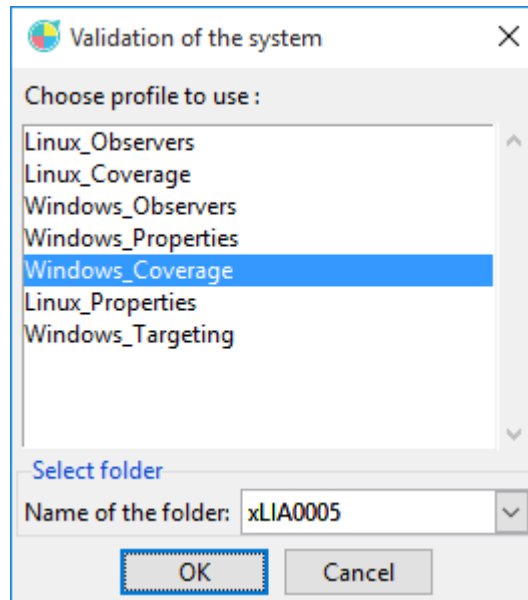 Validation of the system
Choose profile to use :
Linux_Observers
Linux_Coverage
Windows_Observers
Windows_Properties
Windows_Coverage
Linux_Properties
Windows_Targeting
Select folder
Name of the folder: xLIA0005
OK Cancel